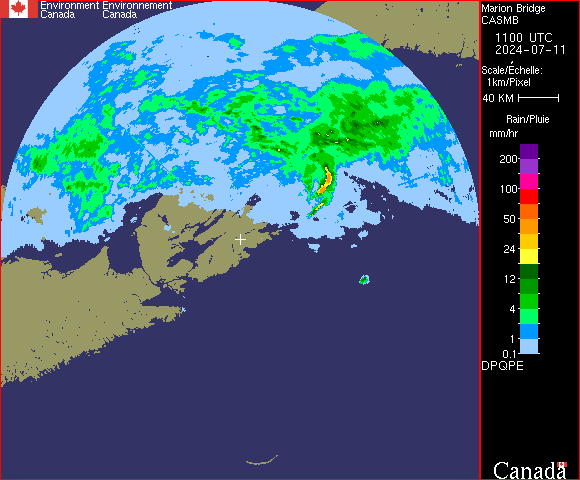 Environment Environnement
Canada Canada
Marion Bridge
CASMB
1100 UTC
2024-07-11
Scale/Échelle:
1km/Pixel
40 KM
Rain/Pluie
mm/hr
200
100
50
24
12
4
1
0.1
DPQPE
Canada